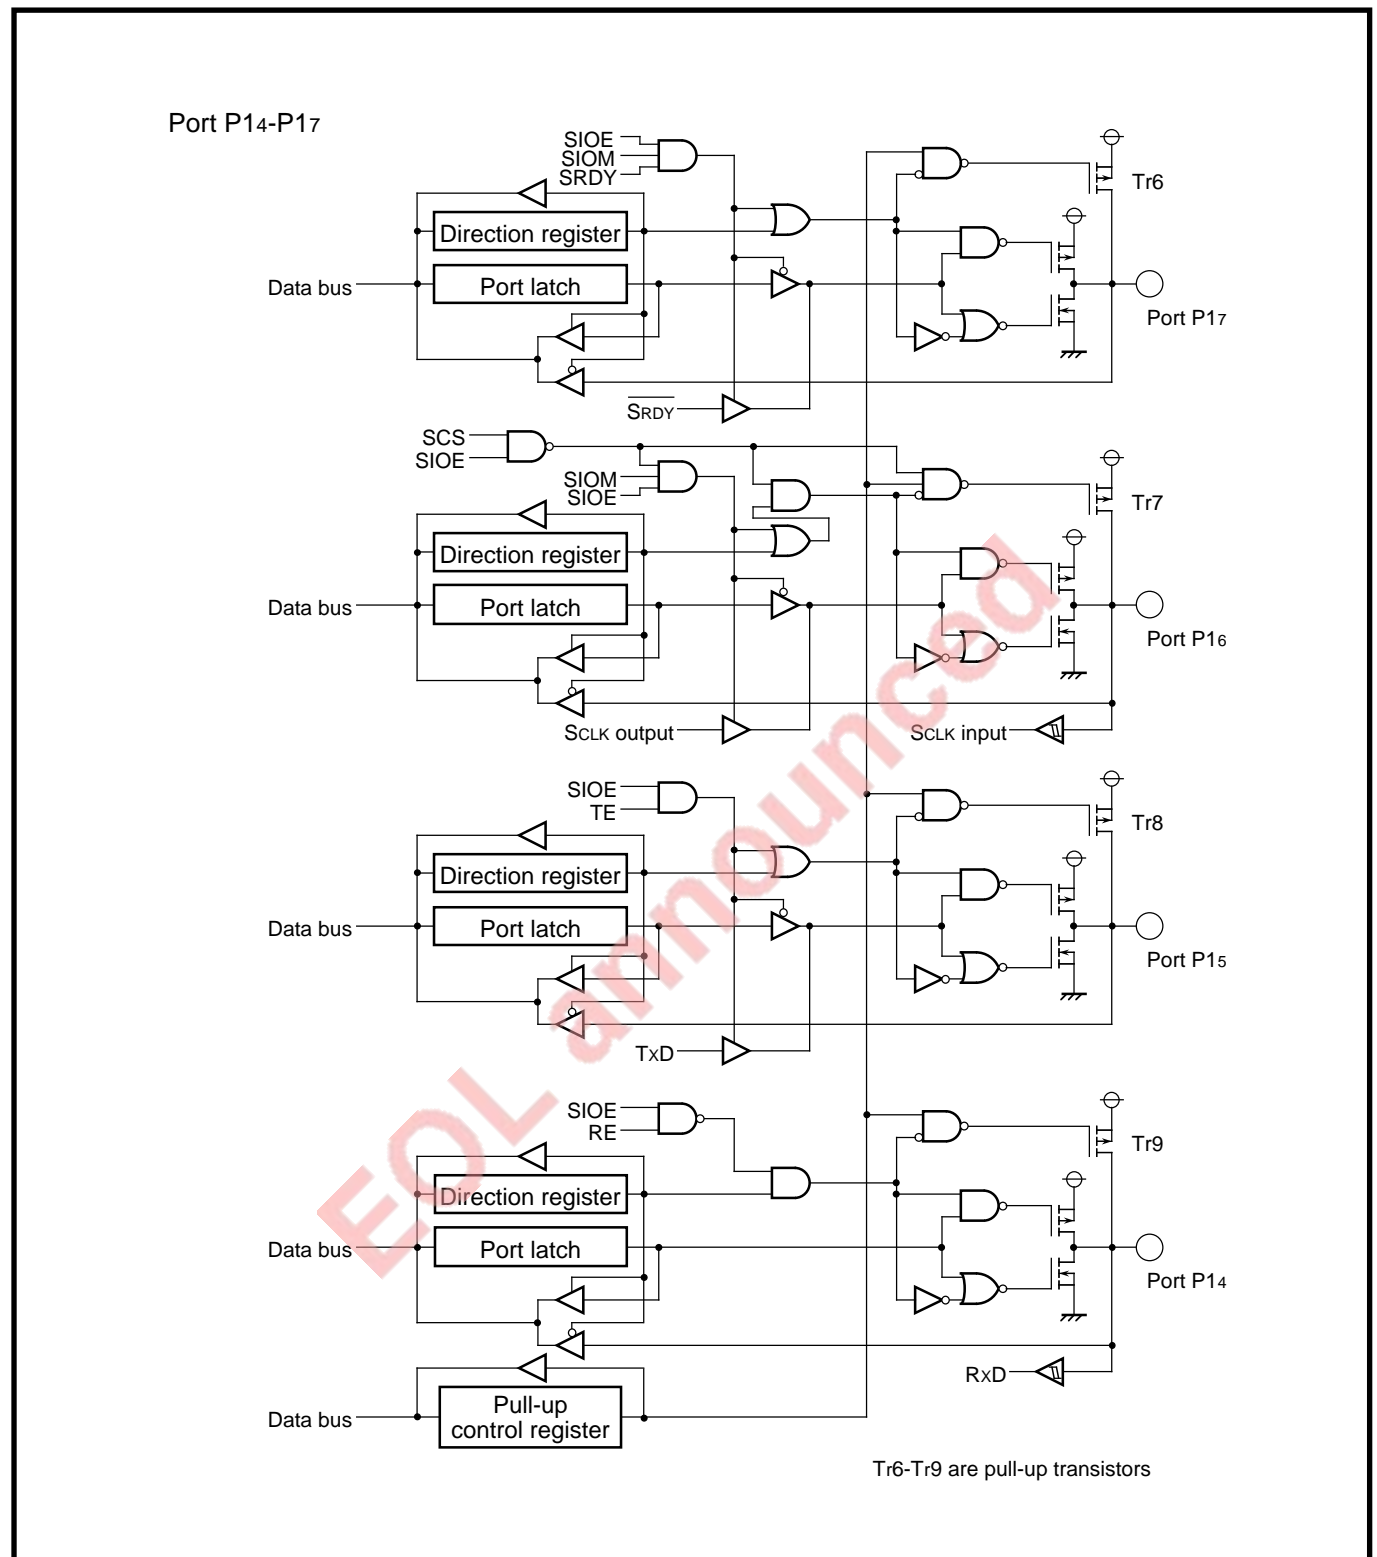 Port P14-P17
SIOE
SIOM
SRDY
Tr6
Direction register
Data bus
Port latch
Port P17
SRDY
SCS
SIOE
SIOM
SIOE
Tr7
Direction register
Data bus
Port latch
Port P16
SCLK output
SCLK input
SIOE
TE
Tr8
Direction register
Data bus
Port latch
Port P15
TXD
SIOE
RE
Tr9
Direction register
Data bus
Port latch
Port P14
RXD
Data bus
Pull-up
control register
Tr6-Tr9 are pull-up transistors
EOL announced